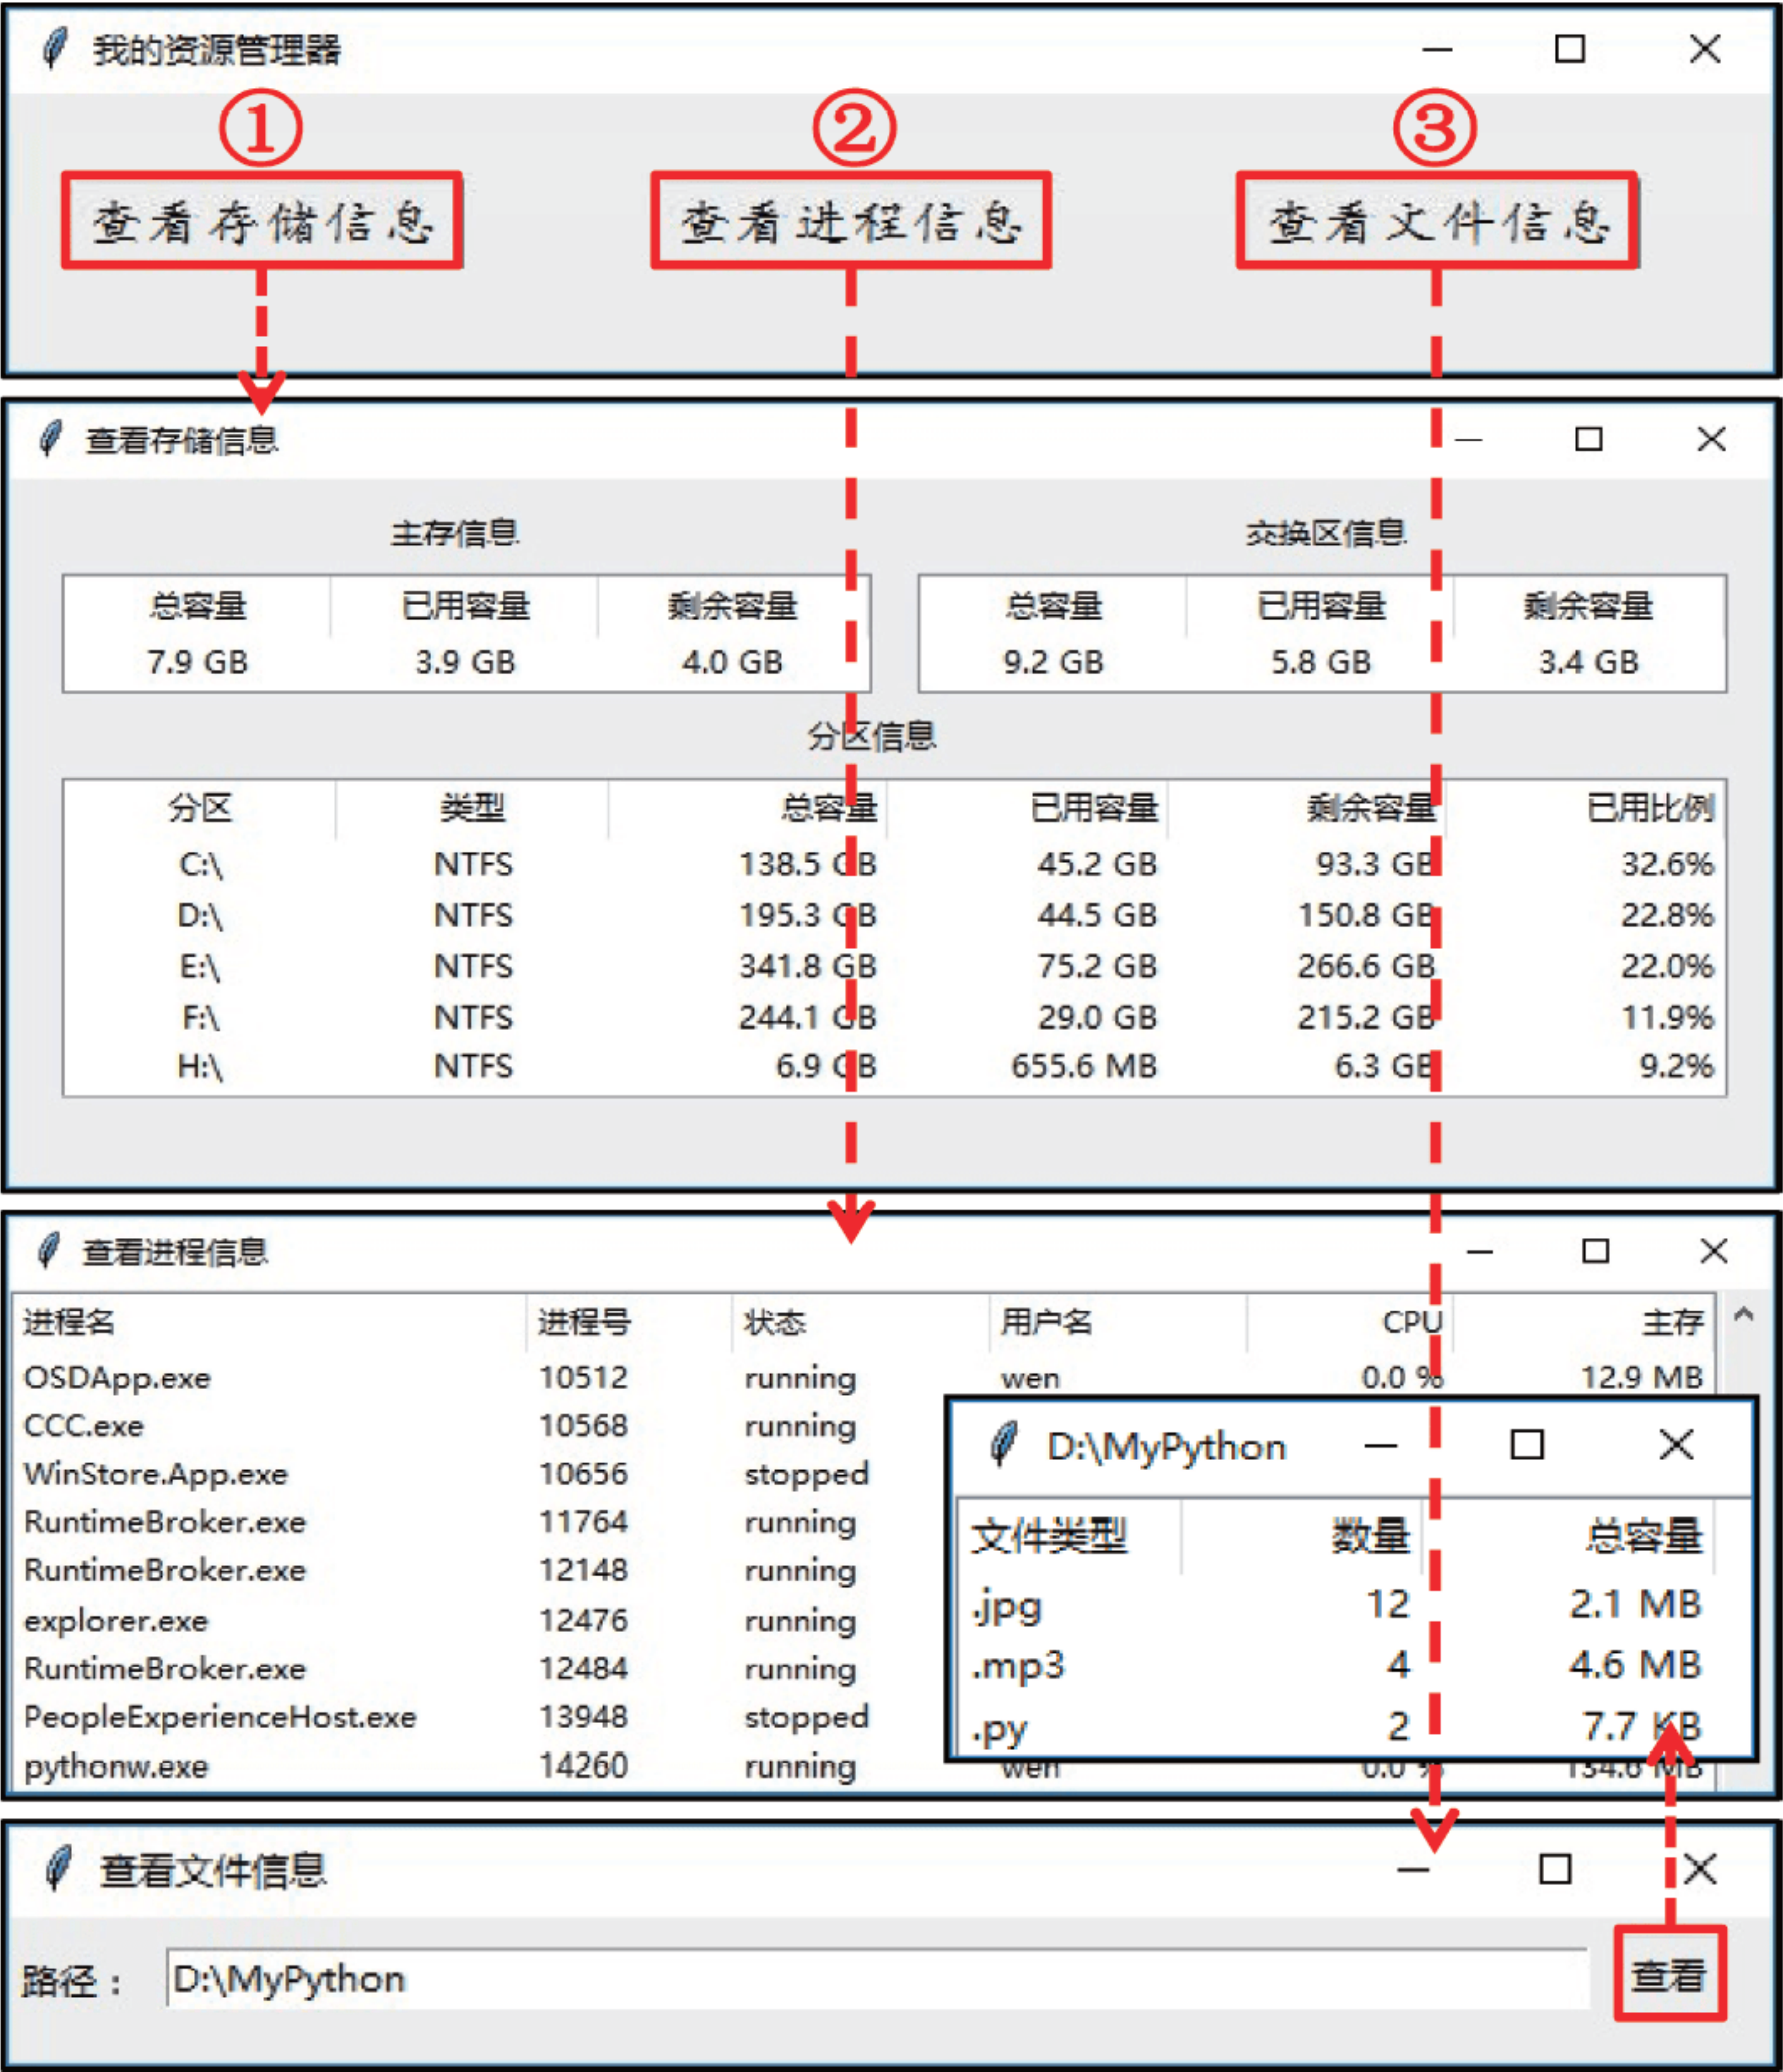 我的资源管理器
① ② ③
查看存储信息 查看进程信息 查看文件信息
查看存储信息
主存信息 交换区信息
总容量 已用容量 剩余容量 总容量 已用容量 剩余容量
7.9 GB 3.9 GB 4.0 GB 9.2 GB 5.8 GB 3.4 GB
分区信息
分区 类型 总容量 已用容量 剩余容量 已用比例
C:\ NTFS 138.5 GB 45.2 GB 93.3 GB 32.6%
D:\ NTFS 195.3 GB 44.5 GB 150.8 GB 22.8%
E:\ NTFS 341.8 GB 75.2 GB 266.6 GB 22.0%
F:\ NTFS 244.1 GB 29.0 GB 215.2 GB 11.9%
H:\ NTFS 6.9 GB 655.6 MB 6.3 GB 9.2%
查看进程信息
进程名 进程号 状态 用户名 CPU 主存
OSDApp.exe 10512 running wen 0.0 % 12.9 MB
CCC.exe 10568 running
WinStore.App.exe 10656 stopped
RuntimeBroker.exe 11764 running
RuntimeBroker.exe 12148 running
explorer.exe 12476 running
RuntimeBroker.exe 12484 running
PeopleExperienceHost.exe 13948 stopped
pythonw.exe 14260 running wen 0.0 % 134.6 MB
D:\MyPython
文件类型 数量 总容量
.jpg 12 2.1 MB
.mp3 4 4.6 MB
.py 2 7.7 KB
查看文件信息
路径： D:\MyPython 查看